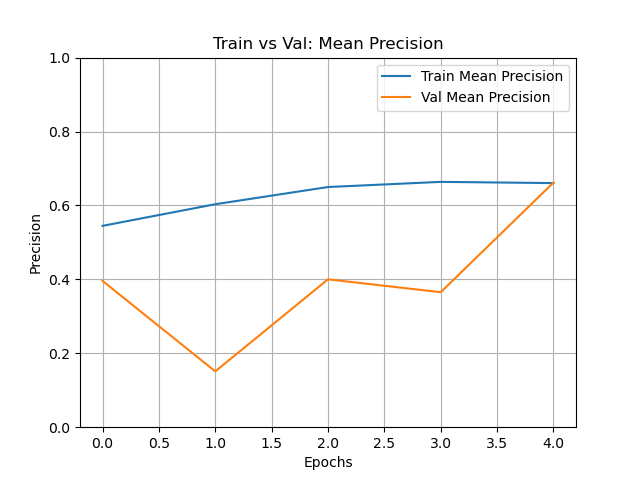 Train vs Val: Mean Precision
Train Mean Precision
Val Mean Precision
Precision
1.0
0.8
0.6
0.4
0.2
0.0
0.0 0.5 1.0 1.5 2.0 2.5 3.0 3.5 4.0
Epochs